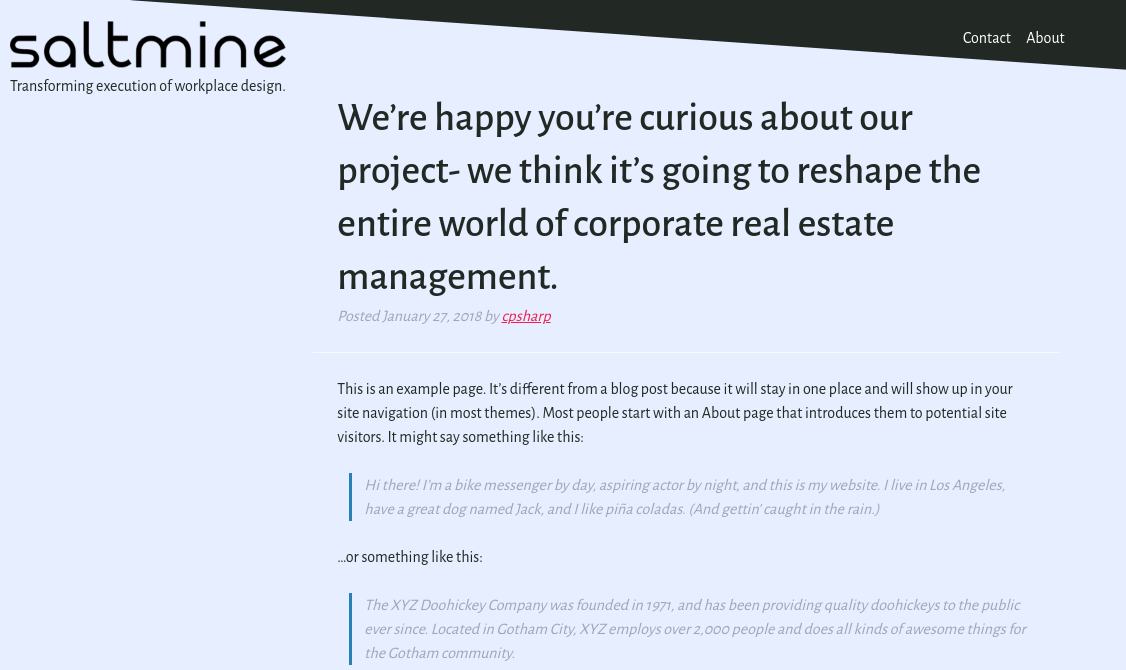 saltmine
Contact About
Transforming execution of workplace design.
We’re happy you’re curious about our
project- we think it’s going to reshape the
entire world of corporate real estate
management.
Posted January 27, 2018 by cpsharp
This is an example page. It’s different from a blog post because it will stay in one place and will show up in your
site navigation (in most themes). Most people start with an About page that introduces them to potential site
visitors. It might say something like this:
Hi there! I’m a bike messenger by day, aspiring actor by night, and this is my website. I live in Los Angeles,
have a great dog named Jack, and I like piña coladas. (And gettin’ caught in the rain.)
…or something like this:
The XYZ Doohickey Company was founded in 1971, and has been providing quality doohickeys to the public
ever since. Located in Gotham City, XYZ employs over 2,000 people and does all kinds of awesome things for
the Gotham community.